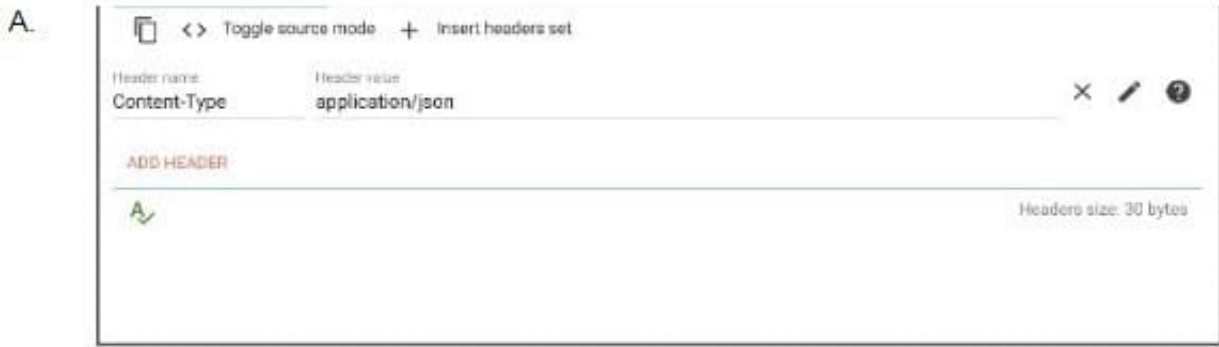 A.
Toggle source mode + Insert headers set
Header name Header value
Content-Type application/json
ADD HEADER
Headers size: 30 bytes